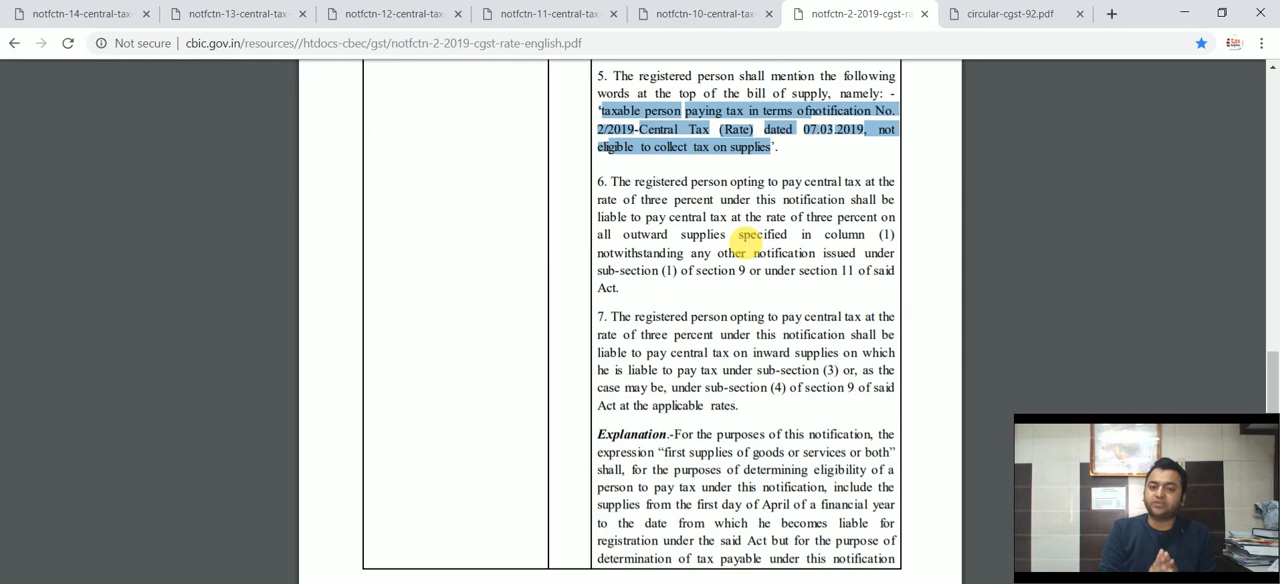 notfctn-14-central-tax-
notfctn-13-central-tax-
notfctn-12-central-tax-
notfctn-11-central-tax-
notfctn-10-central-tax-
notfctn-2-2019-cgst-ra
circular-cgst-92.pdf
Not secure
cbic.gov.in/resources//htdocs-cbec/gst/notfctn-2-2019-cgst-rate-english.pdf
5. The registered person shall mention the following
words at the top of the bill of supply, namely: -
‘taxable person paying tax in terms ofnotification No.
2/2019-Central Tax (Rate) dated 07.03.2019, not
eligible to collect tax on supplies’.
6. The registered person opting to pay central tax at the
rate of three percent under this notification shall be
liable to pay central tax at the rate of three percent on
all outward supplies specified in column (1)
notwithstanding any other notification issued under
sub-section (1) of section 9 or under section 11 of said
Act.
7. The registered person opting to pay central tax at the
rate of three percent under this notification shall be
liable to pay central tax on inward supplies on which
he is liable to pay tax under sub-section (3) or, as the
case may be, under sub-section (4) of section 9 of said
Act at the applicable rates.
Explanation.-For the purposes of this notification, the
expression “first supplies of goods or services or both”
shall, for the purposes of determining eligibility of a
person to pay tax under this notification, include the
supplies from the first day of April of a financial year
to the date from which he becomes liable for
registration under the said Act but for the purpose of
determination of tax payable under this notification